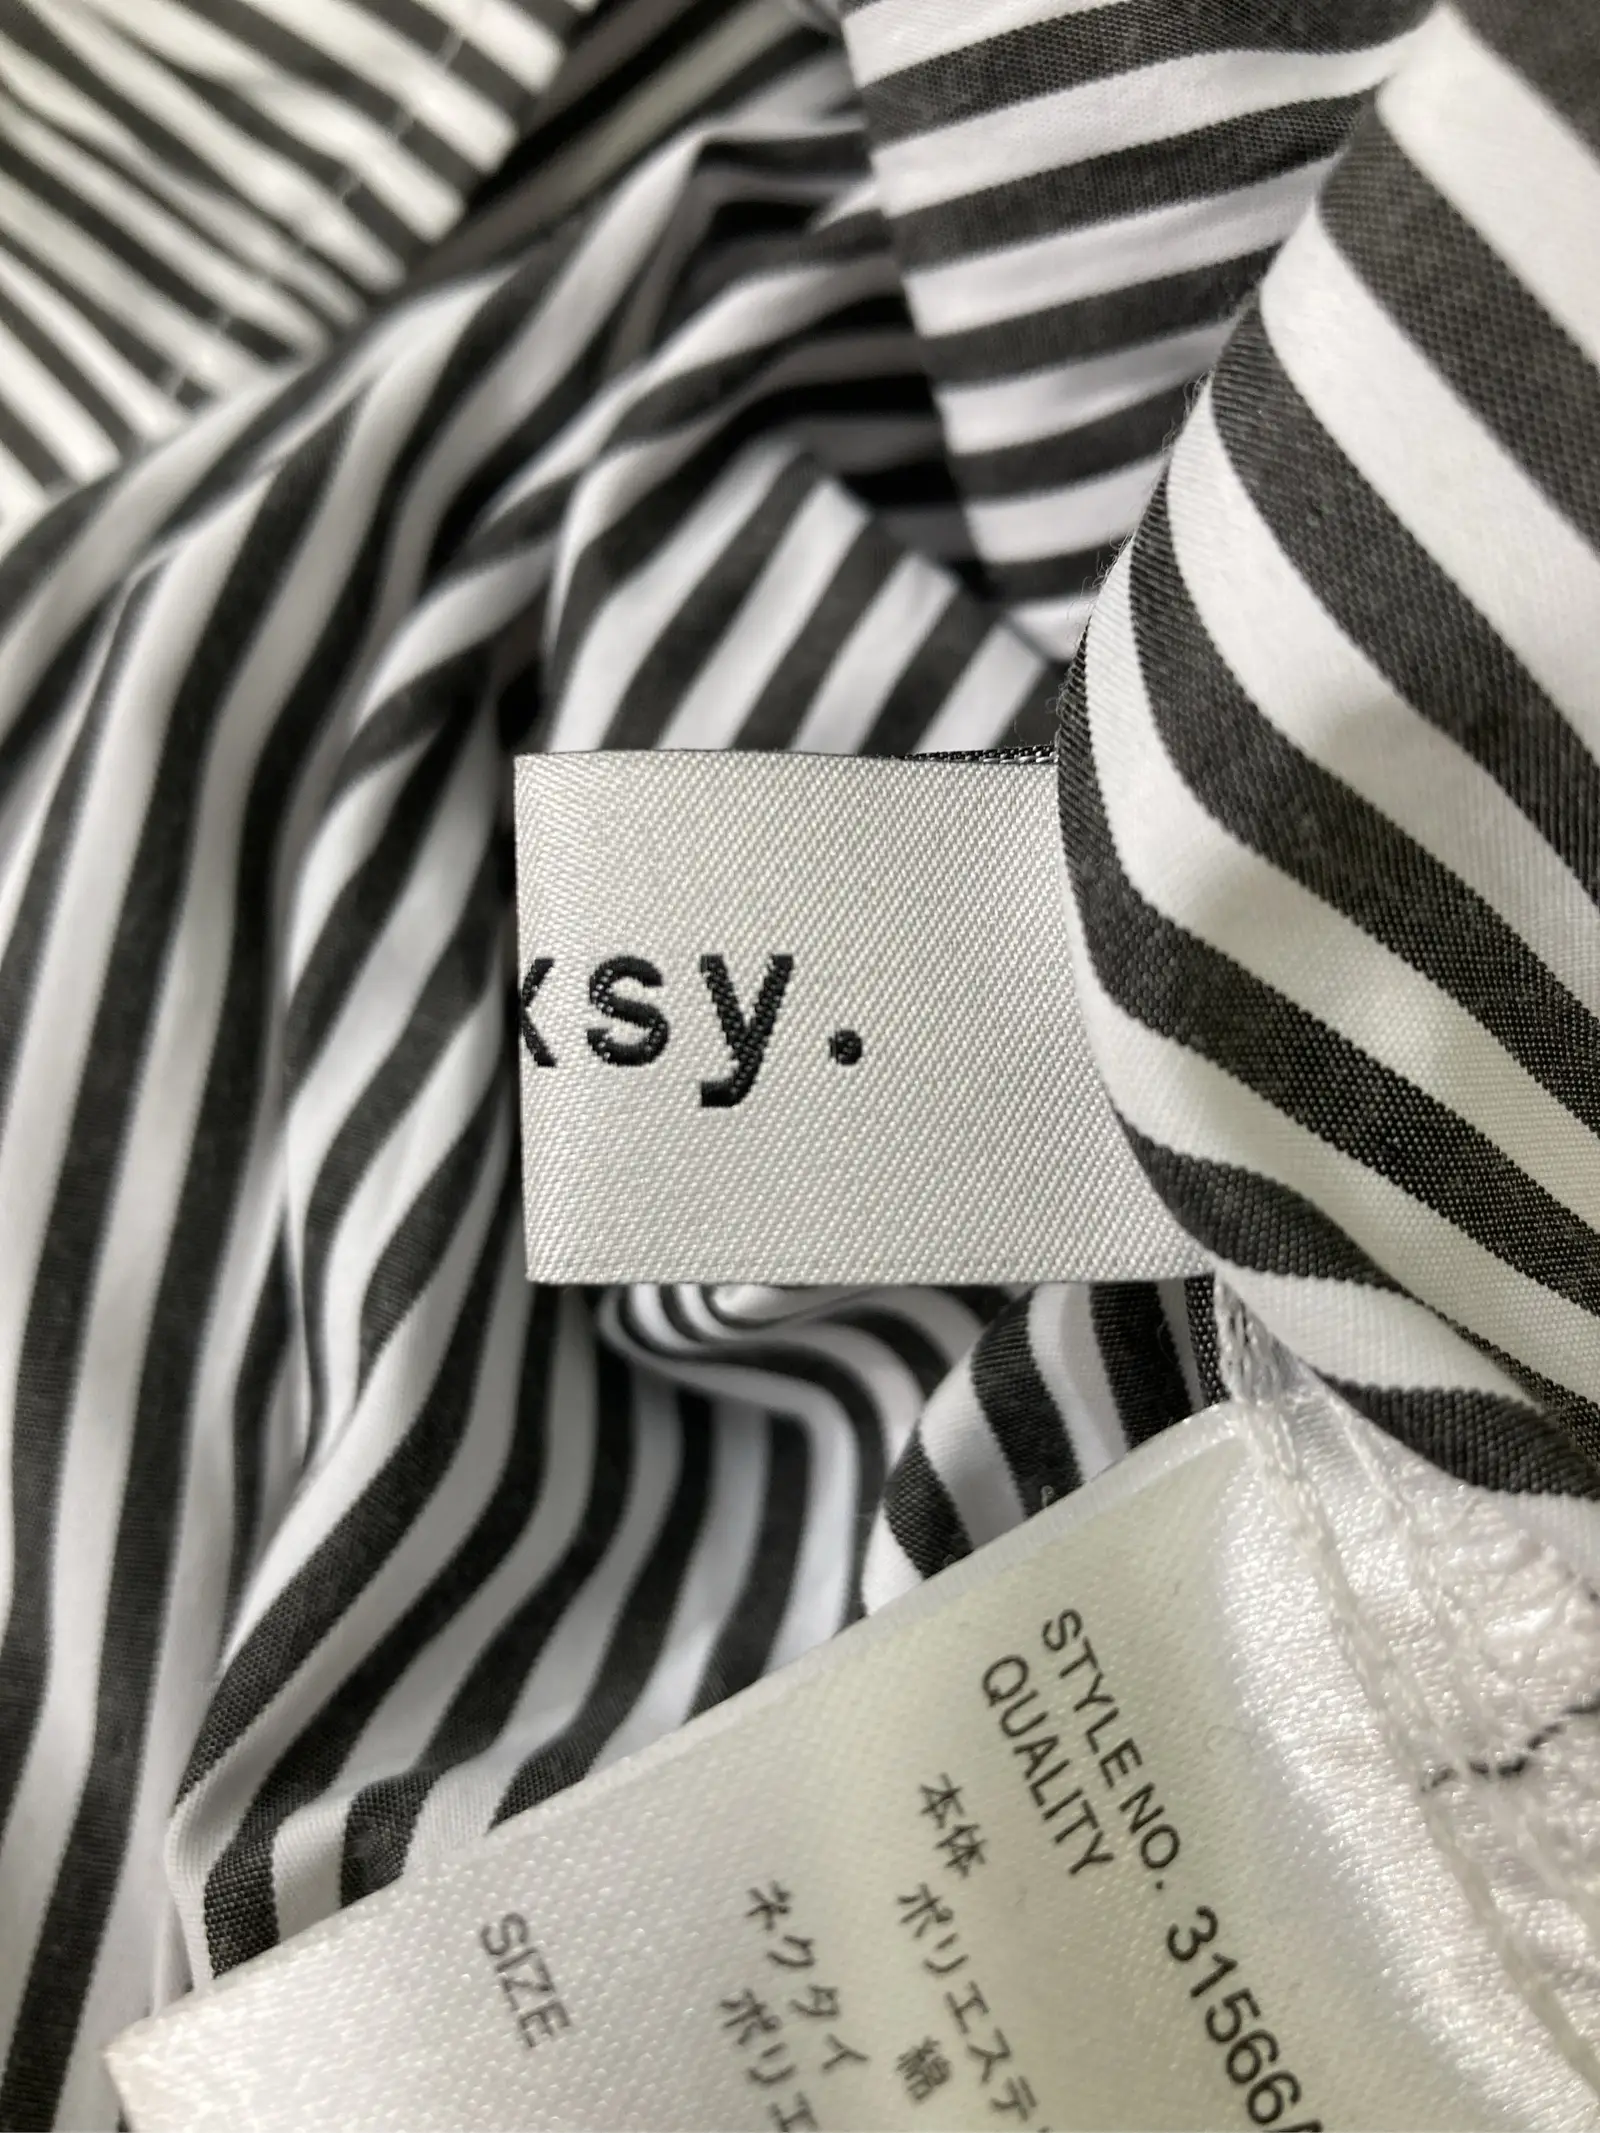 ksy.
STYLE NO. 31566/
QUALITY
本体
ポリエステ
綿
ネクタイ
ポリエ
SIZE